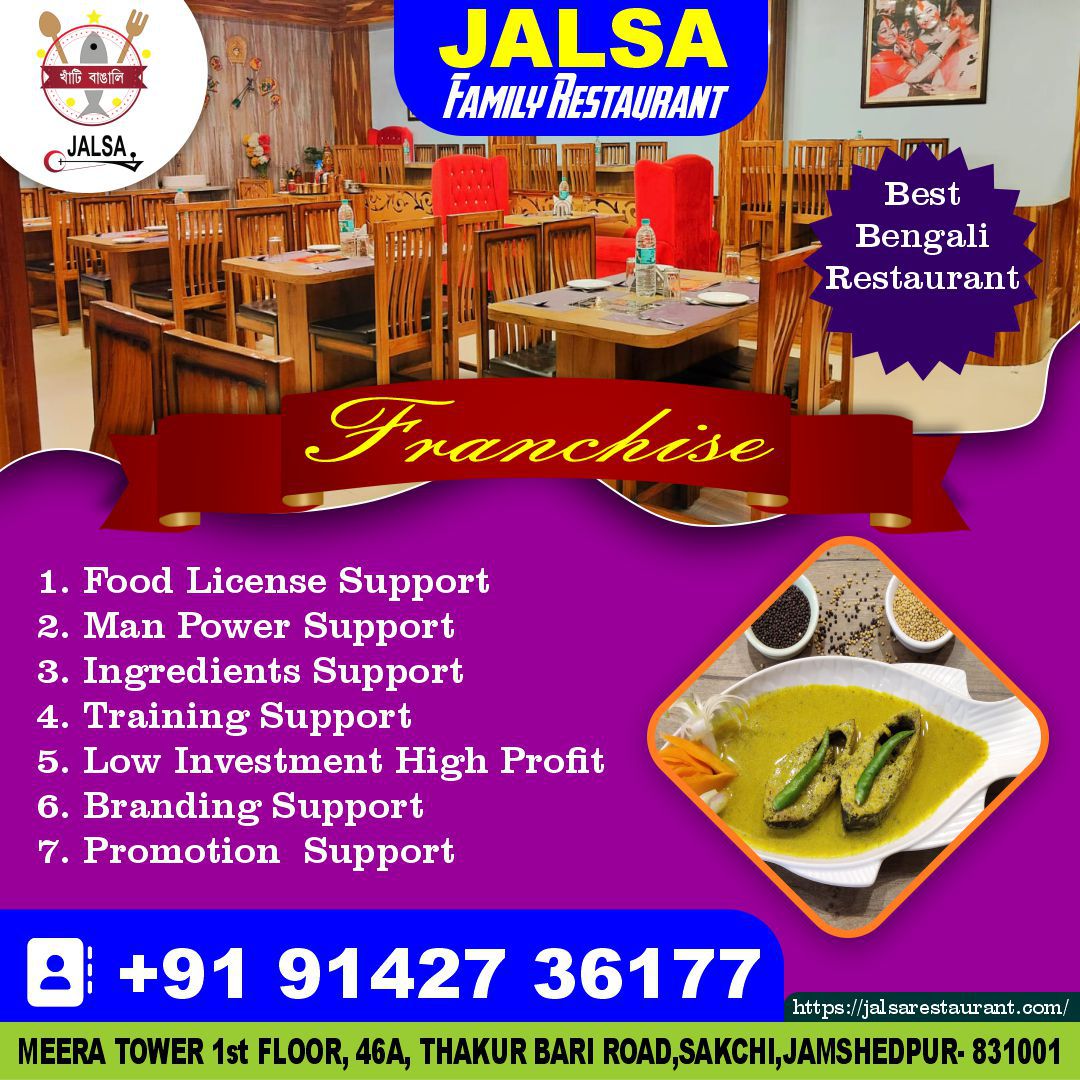 খাঁটি বাঙালি
JALSA
JALSA
FAMILY RESTAURANT
Best
Bengali
Restaurant
Franchise
1. Food License Support
2. Man Power Support
3. Ingredients Support
4. Training Support
5. Low Investment High Profit
6. Branding Support
7. Promotion Support
+91 91427 36177
https://jalsarestaurant.com/
MEERA TOWER 1st FLOOR, 46A, THAKUR BARI ROAD,SAKCHI,JAMSHEDPUR- 831001